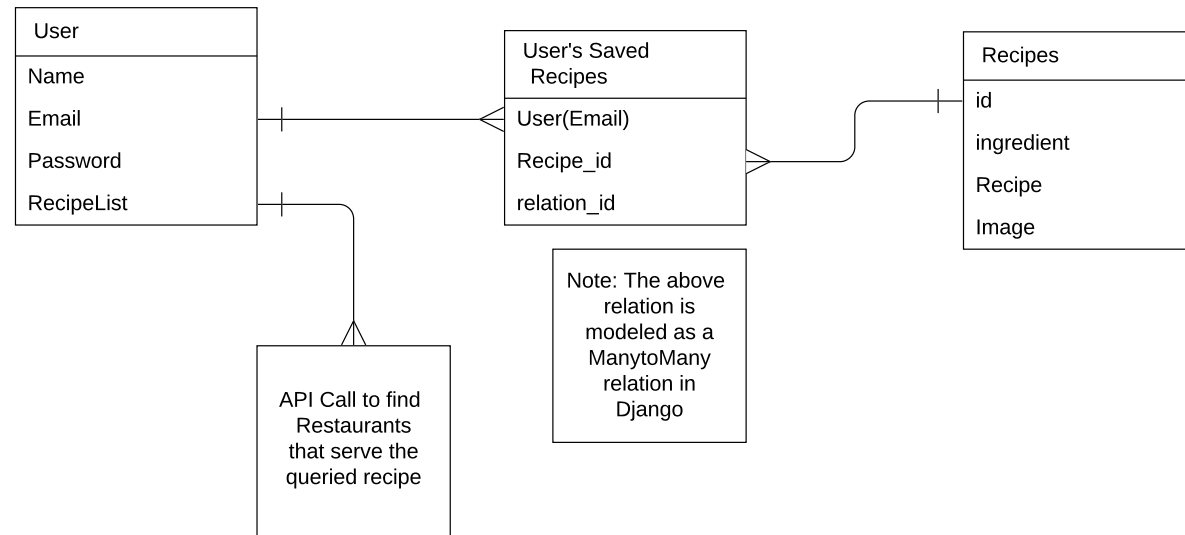 User
Name
Email
Password
RecipeList
User's Saved
Recipes
User(Email)
Recipe_id
relation_id
Recipes
id
ingredient
Recipe
Image
Note: The above
relation is
modeled as a
ManytoMany
relation in
Django
API Call to find
Restaurants
that serve the
queried recipe